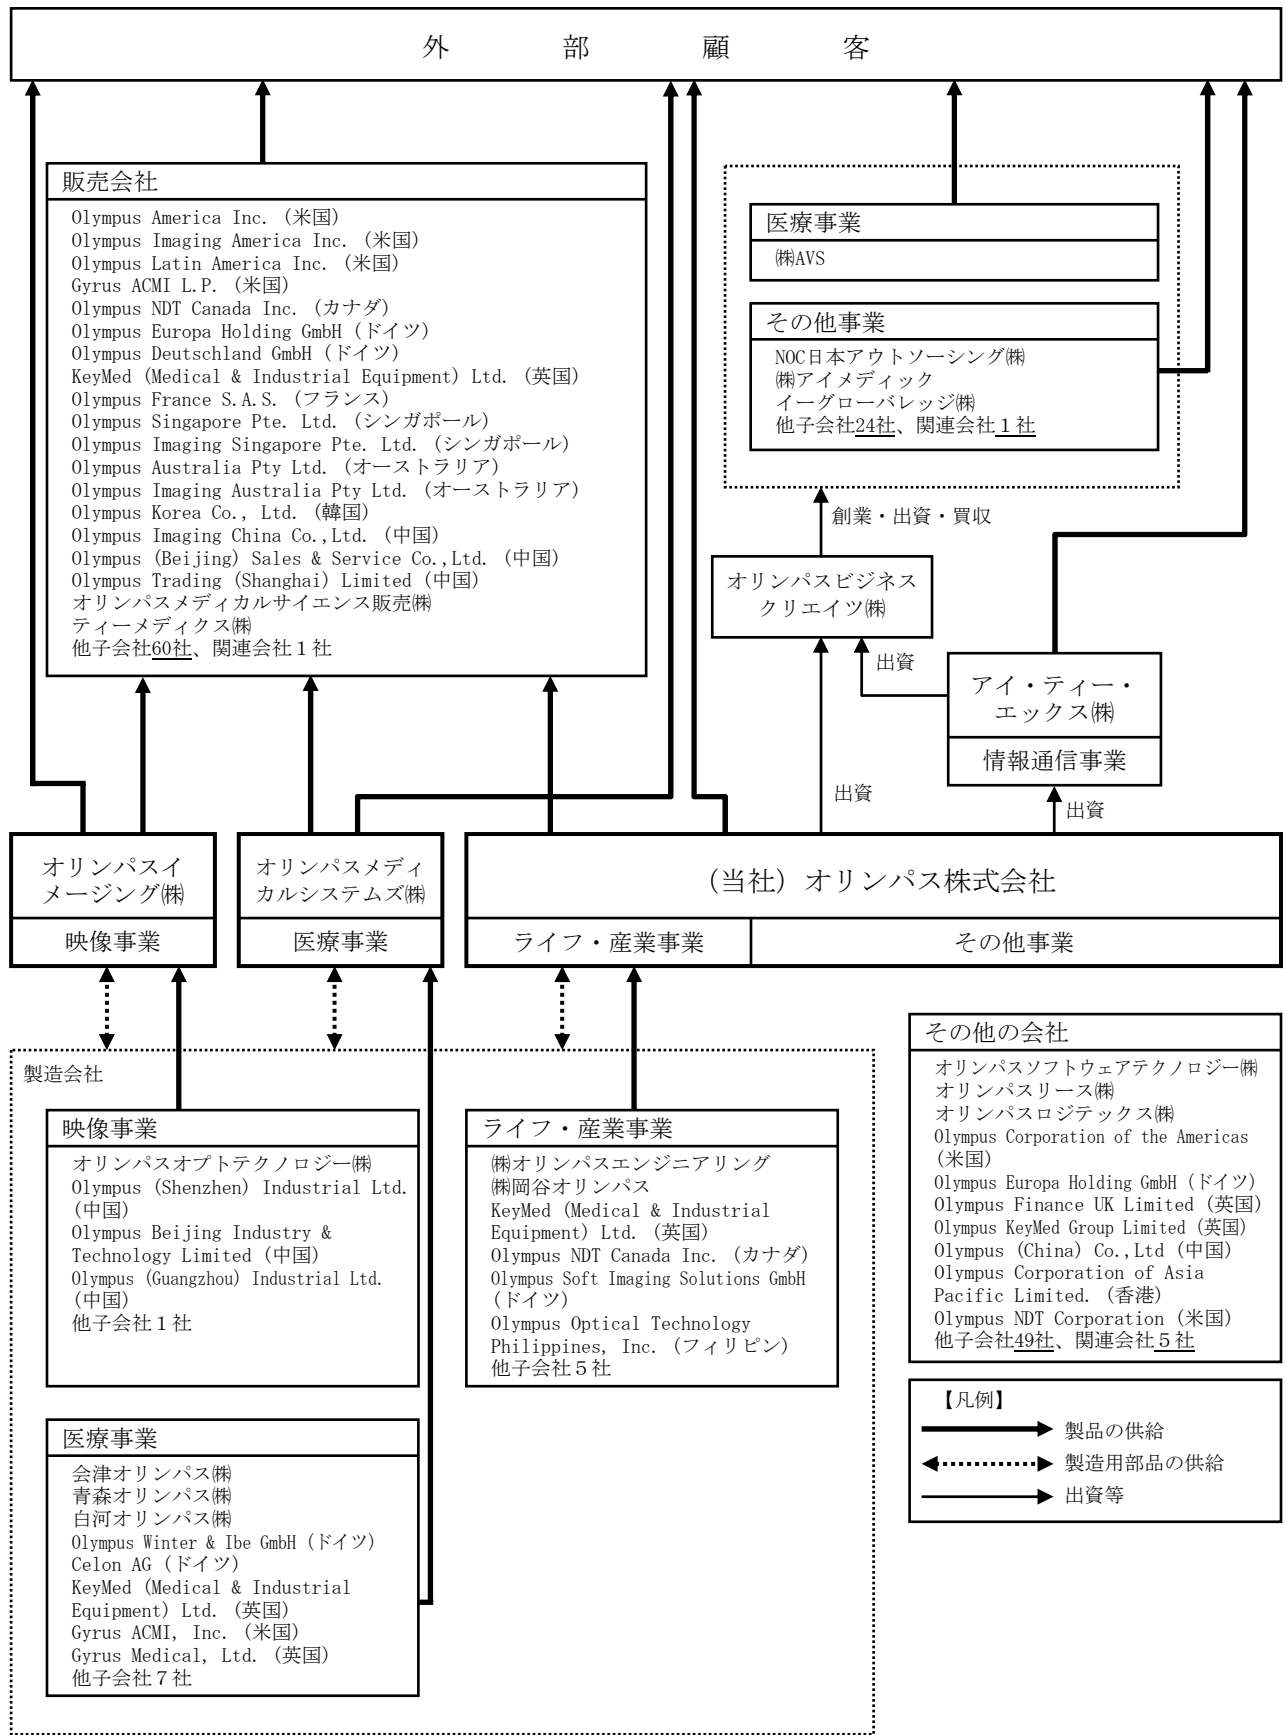 外部顧客
販売会社
Olympus America Inc. (米国)
Olympus Imaging America Inc. (米国)
Olympus Latin America Inc. (米国)
Gyrus ACMI L.P. (米国)
Olympus NDT Canada Inc. (カナダ)
Olympus Europa Holding GmbH (ドイツ)
Olympus Deutschland GmbH (ドイツ)
KeyMed (Medical & Industrial Equipment) Ltd. (英国)
Olympus France S.A.S. (フランス)
Olympus Singapore Pte. Ltd. (シンガポール)
Olympus Imaging Singapore Pte. Ltd. (シンガポール)
Olympus Australia Pty Ltd. (オーストラリア)
Olympus Imaging Australia Pty Ltd. (オーストラリア)
Olympus Korea Co., Ltd. (韓国)
Olympus Imaging China Co.,Ltd. (中国)
Olympus (Beijing) Sales & Service Co.,Ltd. (中国)
Olympus Trading (Shanghai) Limited (中国)
オリンパスメディカルサイエンス販売㈱
ティーメディクス㈱
他子会社60社、関連会社1社
医療事業
㈱AVS
その他事業
NOC日本アウトソーシング㈱
㈱アイメディック
イーグローバレッジ㈱
他子会社24社、関連会社1社
創業・出資・買収
オリンパスビジネス
クリエイツ㈱
出資
アイ・ティー・
エックス㈱
情報通信事業
出資
出資
オリンパスイ
メージング㈱
映像事業
オリンパスメディ
カルシステムズ㈱
医療事業
(当社) オリンパス株式会社
ライフ・産業事業
その他事業
製造会社
映像事業
オリンパスオプトテクノロジー㈱
Olympus (Shenzhen) Industrial Ltd.
(中国)
Olympus Beijing Industry &
Technology Limited (中国)
Olympus (Guangzhou) Industrial Ltd.
(中国)
他子会社1社
ライフ・産業事業
㈱オリンパスエンジニアリング
㈱岡谷オリンパス
KeyMed (Medical & Industrial
Equipment) Ltd. (英国)
Olympus NDT Canada Inc. (カナダ)
Olympus Soft Imaging Solutions GmbH
(ドイツ)
Olympus Optical Technology
Philippines, Inc. (フィリピン)
他子会社5社
医療事業
会津オリンパス㈱
青森オリンパス㈱
白河オリンパス㈱
Olympus Winter & Ibe GmbH (ドイツ)
Celon AG (ドイツ)
KeyMed (Medical & Industrial
Equipment) Ltd. (英国)
Gyrus ACMI, Inc. (米国)
Gyrus Medical, Ltd. (英国)
他子会社7社
その他の会社
オリンパスソフトウェアテクノロジー㈱
オリンパスリース㈱
オリンパスロジテックス㈱
Olympus Corporation of the Americas
(米国)
Olympus Europa Holding GmbH (ドイツ)
Olympus Finance UK Limited (英国)
Olympus KeyMed Group Limited (英国)
Olympus (China) Co.,Ltd (中国)
Olympus Corporation of Asia
Pacific Limited. (香港)
Olympus NDT Corporation (米国)
他子会社49社、関連会社5社
【凡例】
製品の供給
製造用部品の供給
出資等